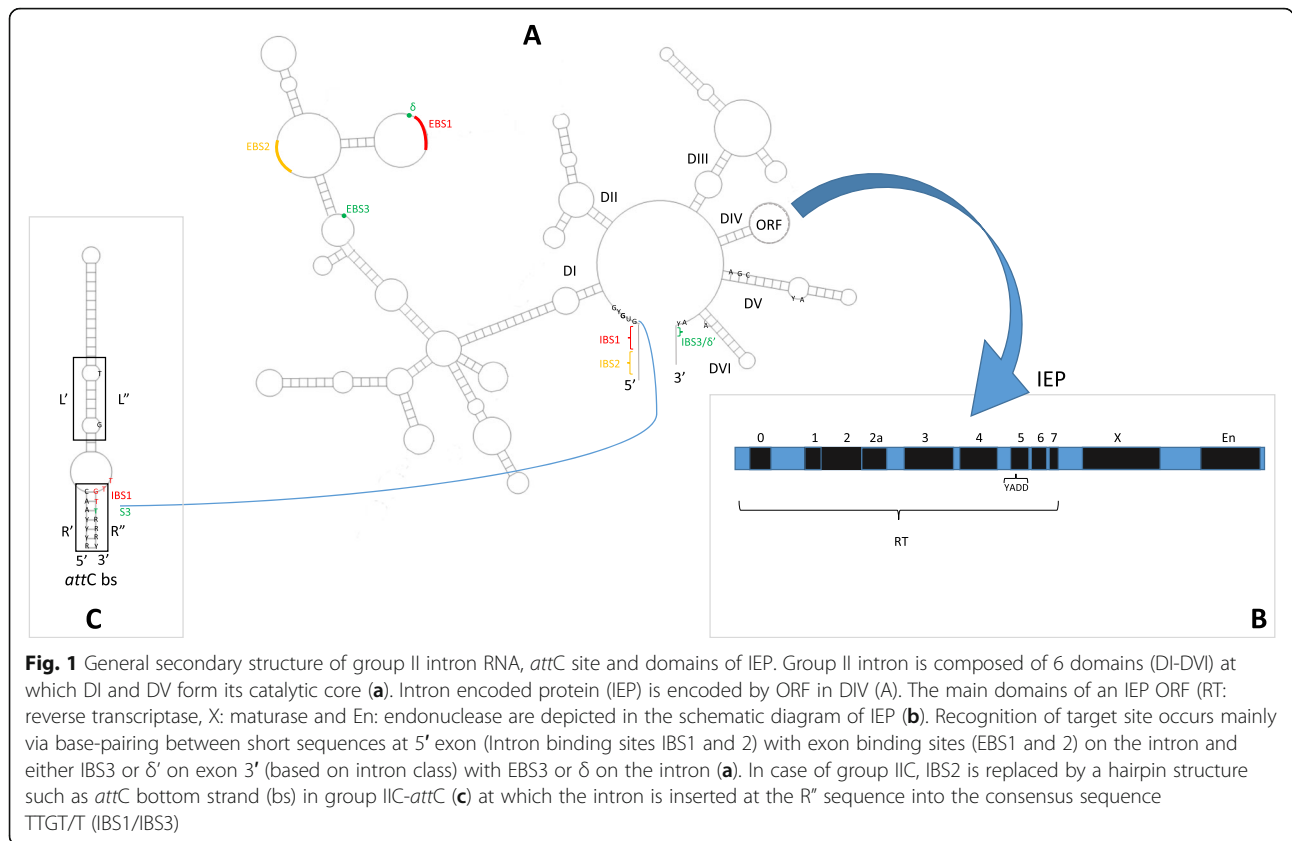 A
δ
EBS1
EBS2
EBS3
DI
DII
DIII
DIV
ORF
A G C
Y A
DV
G Y G U G
y A
A
IBS1
IBS2
IBS3/δ'
5'
3'
DVI
IEP
0 1 2 2a 3 4 5 6 7 X En
YADD
RT
B
T
L' L"
G
T
T
C G
IBS1
A T
S3
A T
Y R
R' R"
Y R
Y R
R Y
5' 3'
attC bs
C
Fig. 1 General secondary structure of group II intron RNA, attC site and domains of IEP. Group II intron is composed of 6 domains (DI-DVI) at
which DI and DV form its catalytic core (a). Intron encoded protein (IEP) is encoded by ORF in DIV (A). The main domains of an IEP ORF (RT:
reverse transcriptase, X: maturase and En: endonuclease are depicted in the schematic diagram of IEP (b). Recognition of target site occurs mainly
via base-pairing between short sequences at 5' exon (Intron binding sites IBS1 and 2) with exon binding sites (EBS1 and 2) on the intron and
either IBS3 or δ' on exon 3' (based on intron class) with EBS3 or δ on the intron (a). In case of group IIC, IBS2 is replaced by a hairpin structure
such as attC bottom strand (bs) in group IIC-attC (c) at which the intron is inserted at the R" sequence into the consensus sequence
TTGT/T (IBS1/IBS3)